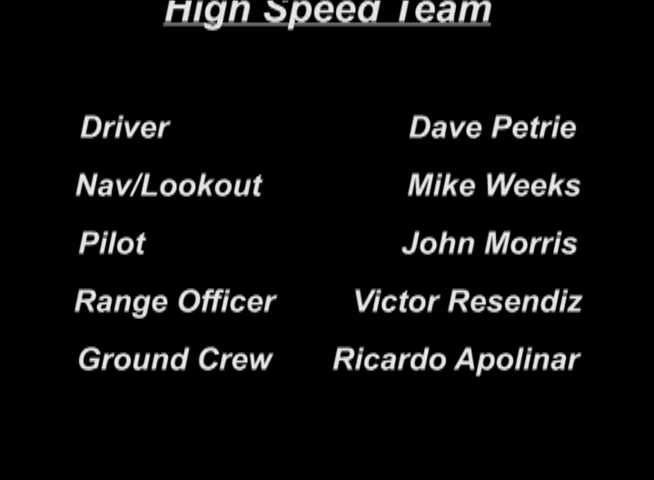 High Speed Team
Driver Dave Petrie
Nav/Lookout Mike Weeks
Pilot John Morris
Range Officer Victor Resendiz
Ground Crew Ricardo Apolinar